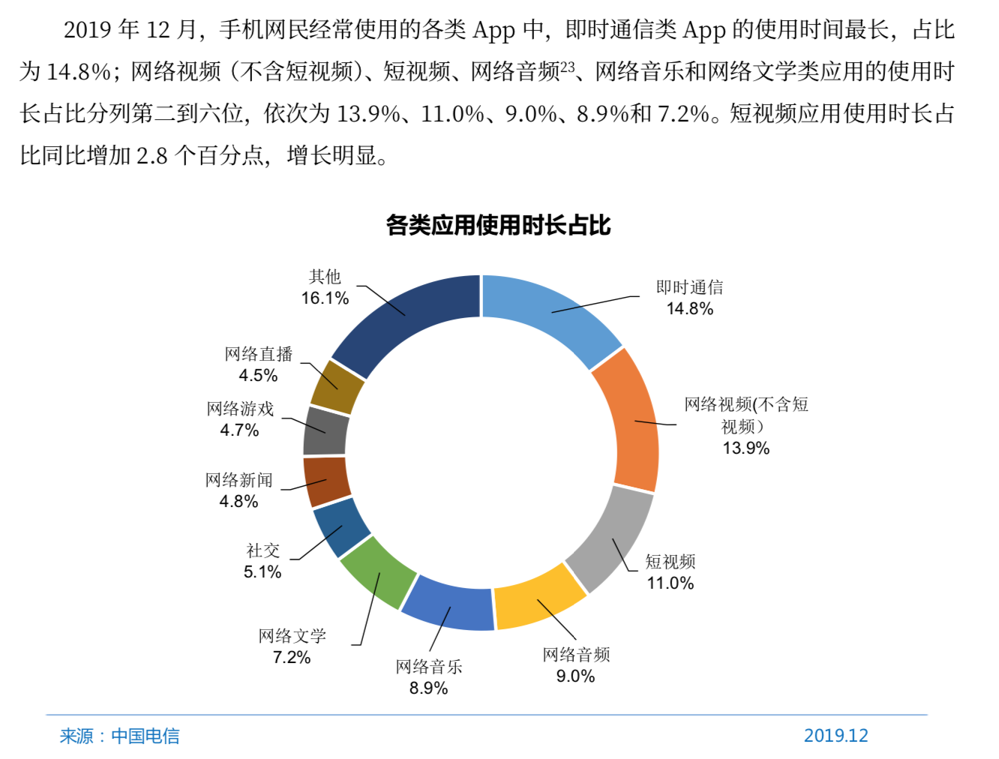 2019 年 12 月，手机网民经常使用的各类 App 中，即时通信类 App 的使用时间最长，占比
为 14.8%；网络视频（不含短视频）、短视频、网络音频23、网络音乐和网络文学类应用的使用时
长占比分列第二到六位，依次为 13.9%、11.0%、9.0%、8.9%和 7.2%。短视频应用使用时长占
比同比增加 2.8 个百分点，增长明显。
各类应用使用时长占比
其他
16.1%
即时通信
14.8%
网络直播
4.5%
网络游戏
4.7%
网络视频(不含短
视频）
13.9%
网络新闻
4.8%
社交
5.1%
短视频
11.0%
网络文学
7.2%
网络音乐
8.9%
网络音频
9.0%
来源：中国电信
2019.12